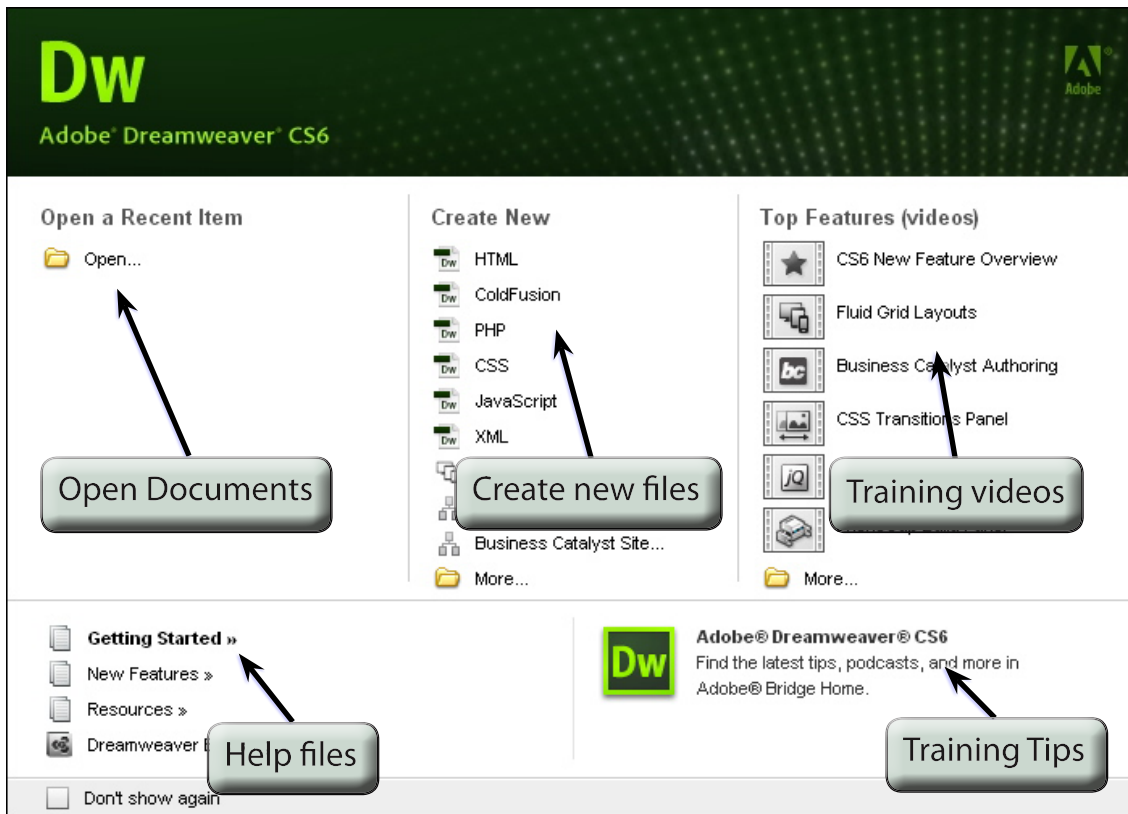 Dw
Adobe® Dreamweaver® CS6
Adobe®
Open a Recent Item
Open...
Open Documents
Create New
HTML
ColdFusion
PHP
CSS
JavaScript
XML
Create new files
Business Catalyst Site...
More...
Top Features (videos)
CS6 New Feature Overview
Fluid Grid Layouts
bc Business Catalyst Authoring
CSS Transitions Panel
jQ
Training videos
More...
Getting Started »
New Features »
Resources »
Dreamweaver
Help files
Dw
Adobe® Dreamweaver® CS6
Find the latest tips, podcasts, and more in
Adobe® Bridge Home.
Training Tips
Don't show again